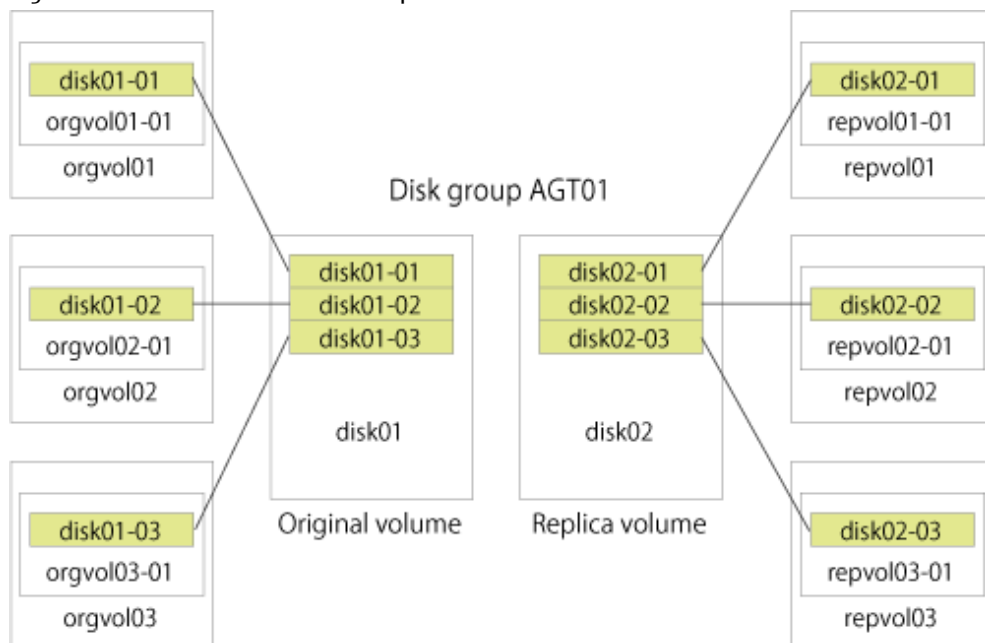 disk01-01
orgvol01-01
orgvol01
disk02-01
repvol01-01
repvol01
Disk group AGT01
disk01-02
orgvol02-01
orgvol02
disk01-01
disk01-02
disk01-03
disk01
Original volume
disk02-01
disk02-02
disk02-03
disk02
Replica volume
disk02-02
repvol02-01
repvol02
disk01-03
orgvol03-01
orgvol03
disk02-03
repvol03-01
repvol03